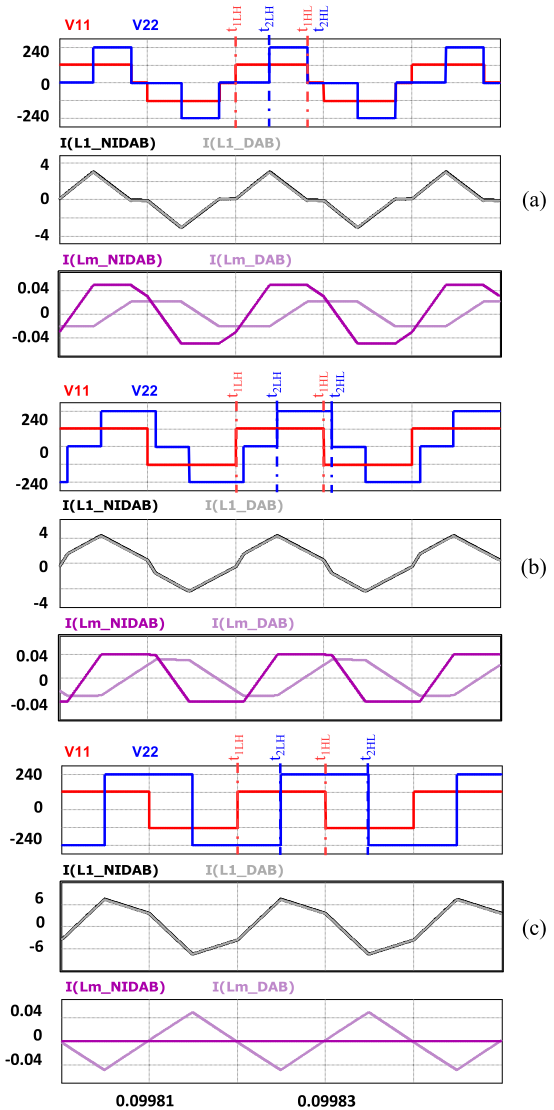 V11 V22 t1LH t2LH t1HL t2HL
240
0
-240
I(L1_NIDAB) I(L1_DAB)
4
0
-4
(a)
I(Lm_NIDAB) I(Lm_DAB)
0.04
0
-0.04
V11 V22 t1LH t2LH t1HL t2HL
240
0
-240
I(L1_NIDAB) I(L1_DAB)
4
0
-4
(b)
I(Lm_NIDAB) I(Lm_DAB)
0.04
-0.04
V11 V22 t1LH t2LH t1HL t2HL
240
0
-240
I(L1_NIDAB) I(L1_DAB)
6
0
-6
(c)
I(Lm_NIDAB) I(Lm_DAB)
0.04
0
-0.04
0.09981 0.09983